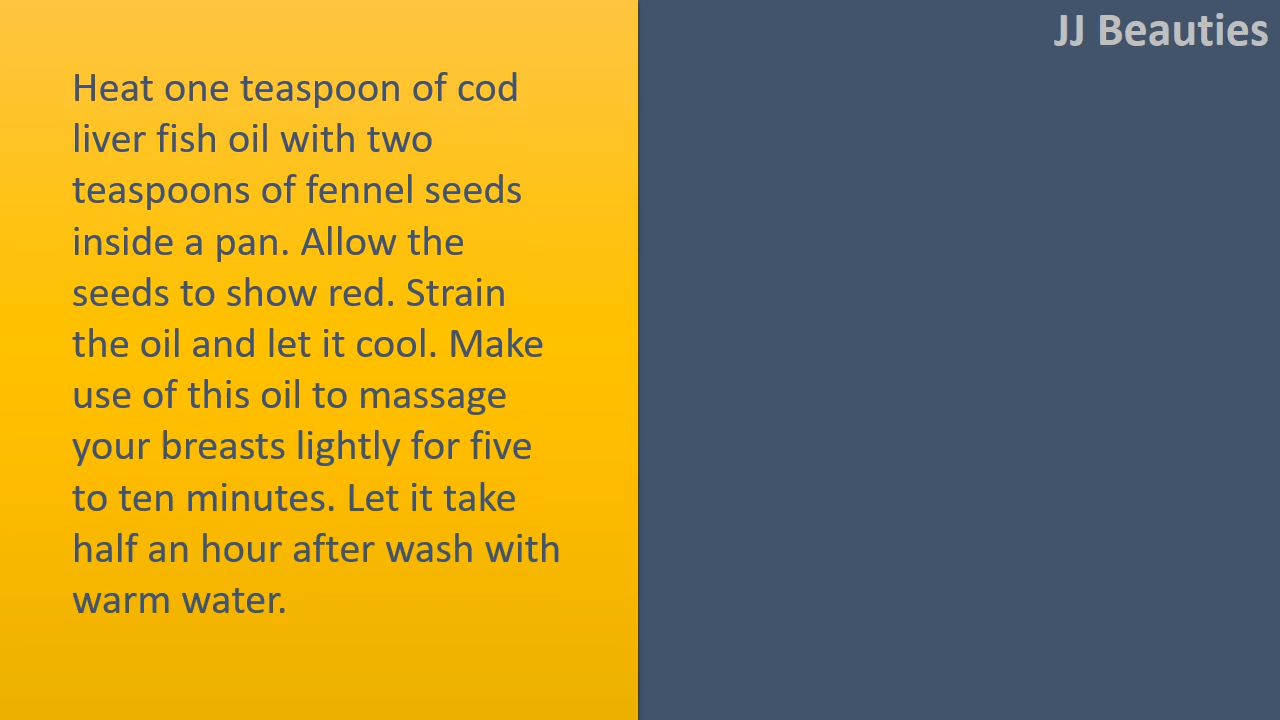 JJ Beauties
Heat one teaspoon of cod
liver fish oil with two
teaspoons of fennel seeds
inside a pan. Allow the
seeds to show red. Strain
the oil and let it cool. Make
use of this oil to massage
your breasts lightly for five
to ten minutes. Let it take
half an hour after wash with
warm water.